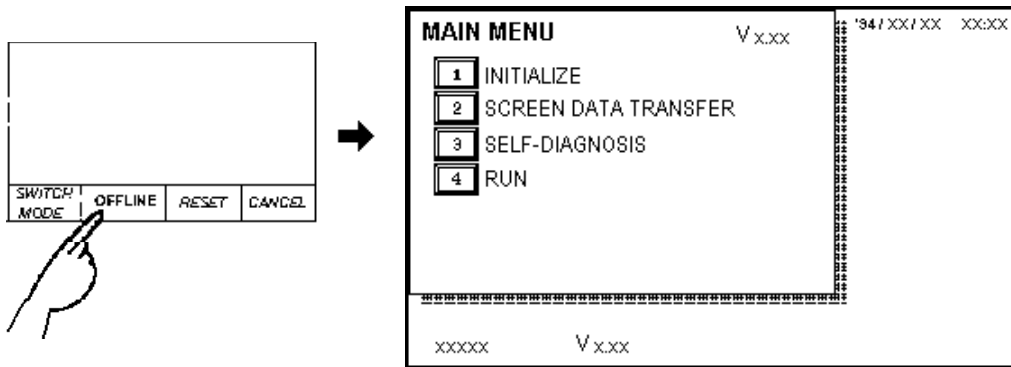 SWITCH
MODE
OFFLINE
RESET
CANCEL
MAIN MENU
V x.xx
'94 / XX / XX XX:XX
1 INITIALIZE
2 SCREEN DATA TRANSFER
3 SELF-DIAGNOSIS
4 RUN
xxxxx V x.xx